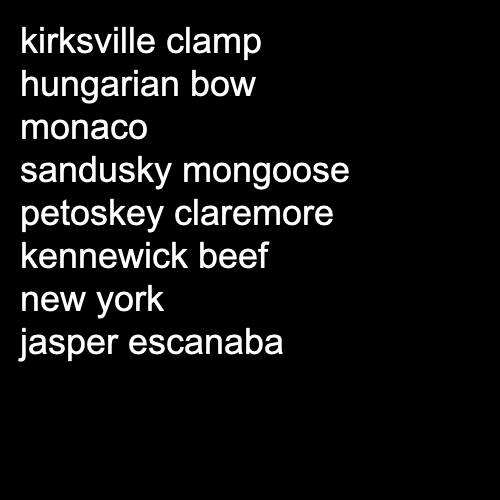 kirksville clamp
hungarian bow
monaco
sandusky mongoose
petoskey claremore
kennewick beef
new york
jasper escanaba